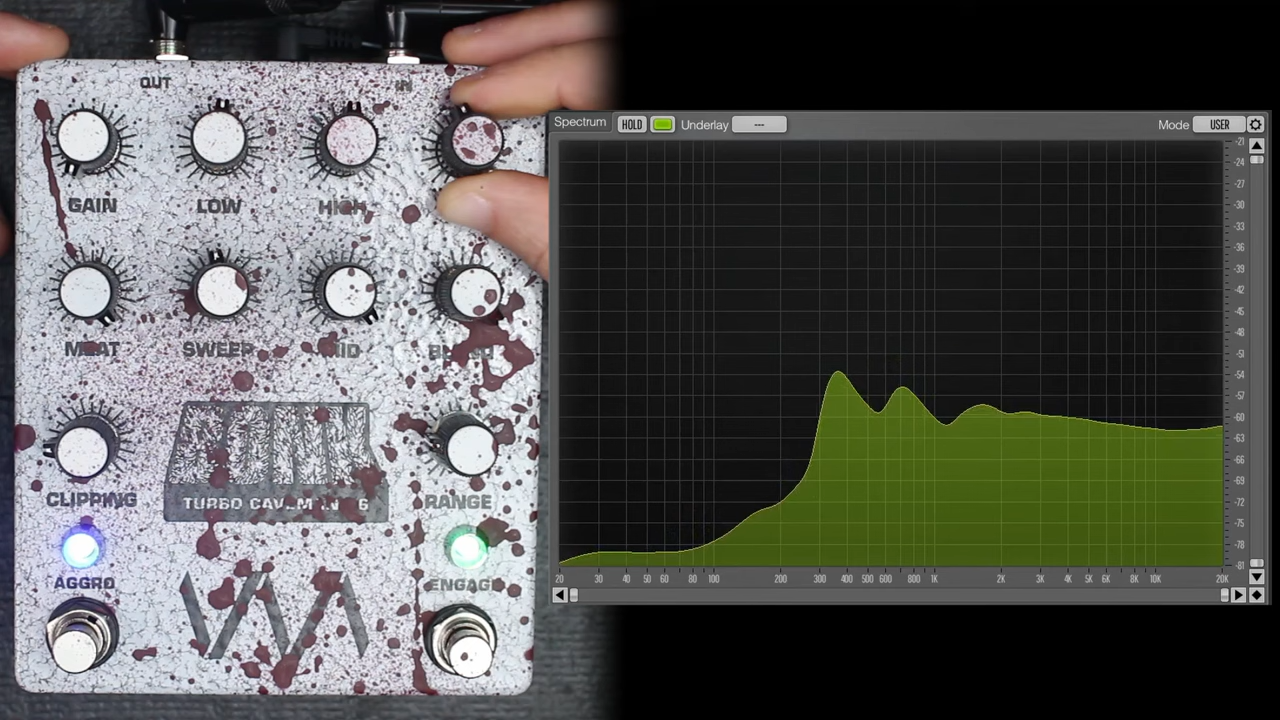 OUT
GAIN LOW HIGH
MEAT SWEEP
CLIPPING RANGE
TURBO
AGGRO ENGAGE
Spectrum HOLD Underlay --- Mode USER
-21
-24
-27
-30
-33
-36
-39
-42
-45
-48
-51
-54
-57
-60
-63
-66
-69
-72
-75
-78
-81
20 30 40 50 60 80 100 200 300 400 500 600 800 1K 2K 3K 4K 5K 6K 8K 10K 20K